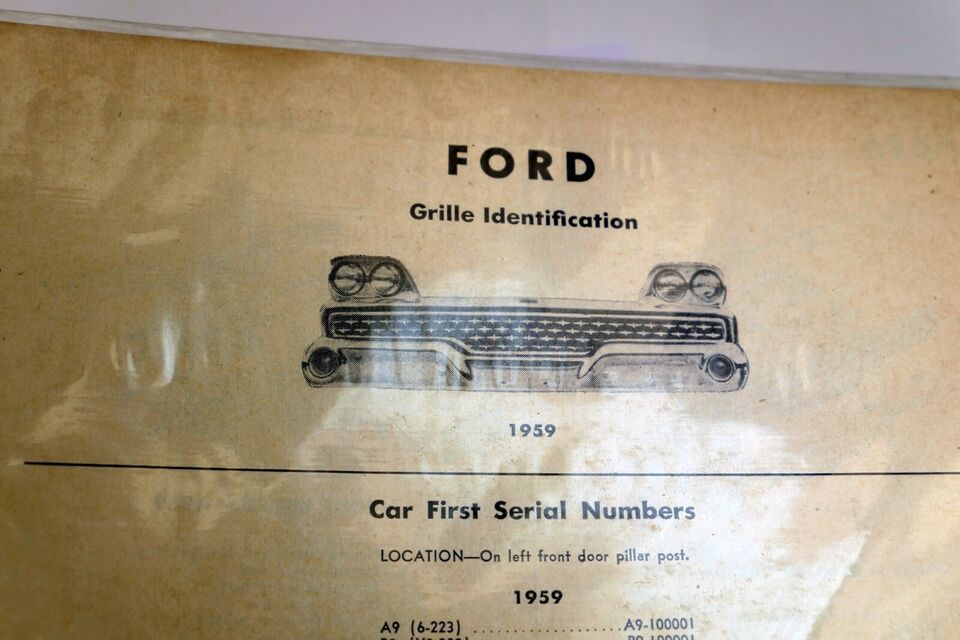 FORD
Grille Identification
1959
Car First Serial Numbers
LOCATION—On left front door pillar post.
1959
A9 (6-223) ....................A9-100001